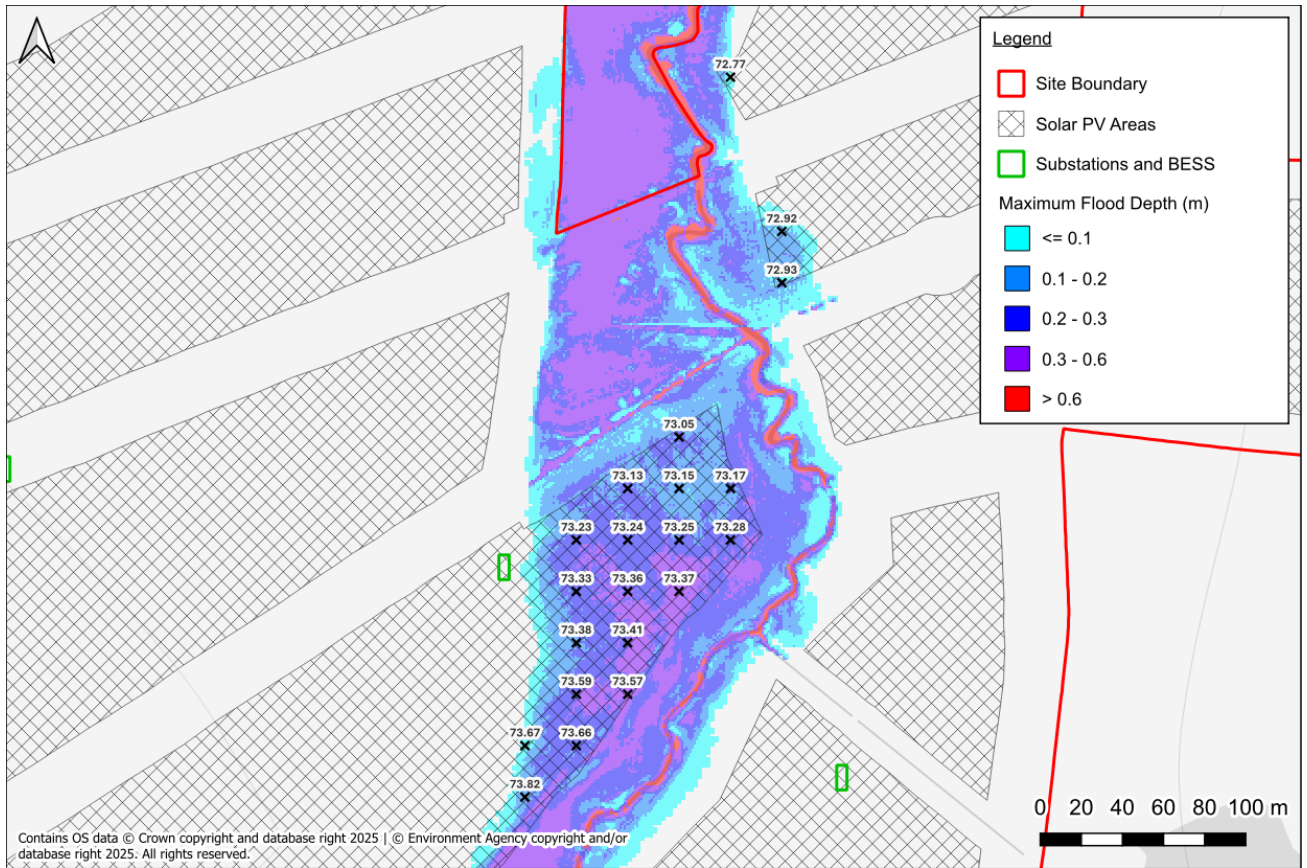 72.77
72.92
72.93
73.05
73.13 73.15 73.17
73.23 73.24 73.25 73.28
73.33 73.36 73.37
73.38 73.41
73.59 73.57
73.67 73.66
73.82
Legend
Site Boundary
Solar PV Areas
Substations and BESS
Maximum Flood Depth (m)
<= 0.1
0.1 - 0.2
0.2 - 0.3
0.3 - 0.6
> 0.6
0 20 40 60 80 100 m
Contains OS data © Crown copyright and database right 2025 | © Environment Agency copyright and/or
database right 2025. All rights reserved.